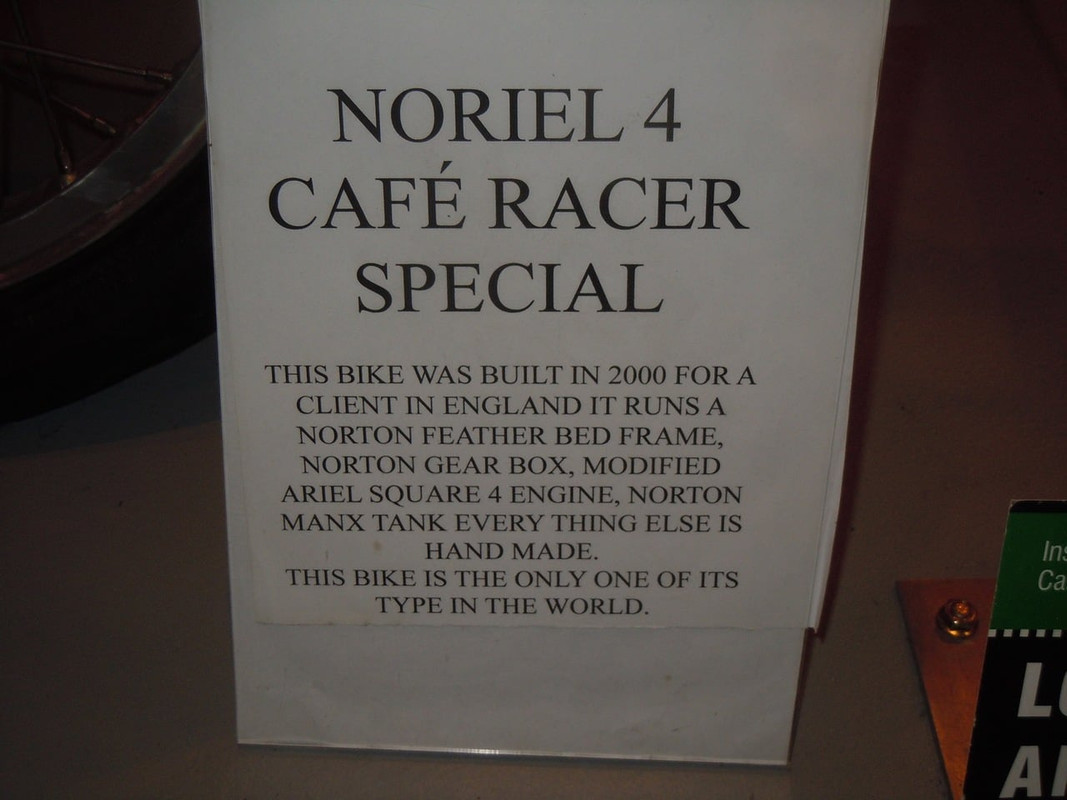 NORIEL 4
CAFÉ RACER
SPECIAL
THIS BIKE WAS BUILT IN 2000 FOR A
CLIENT IN ENGLAND IT RUNS A
NORTON FEATHER BED FRAME,
NORTON GEAR BOX, MODIFIED
ARIEL SQUARE 4 ENGINE, NORTON
MANX TANK EVERY THING ELSE IS
HAND MADE.
THIS BIKE IS THE ONLY ONE OF ITS
TYPE IN THE WORLD.